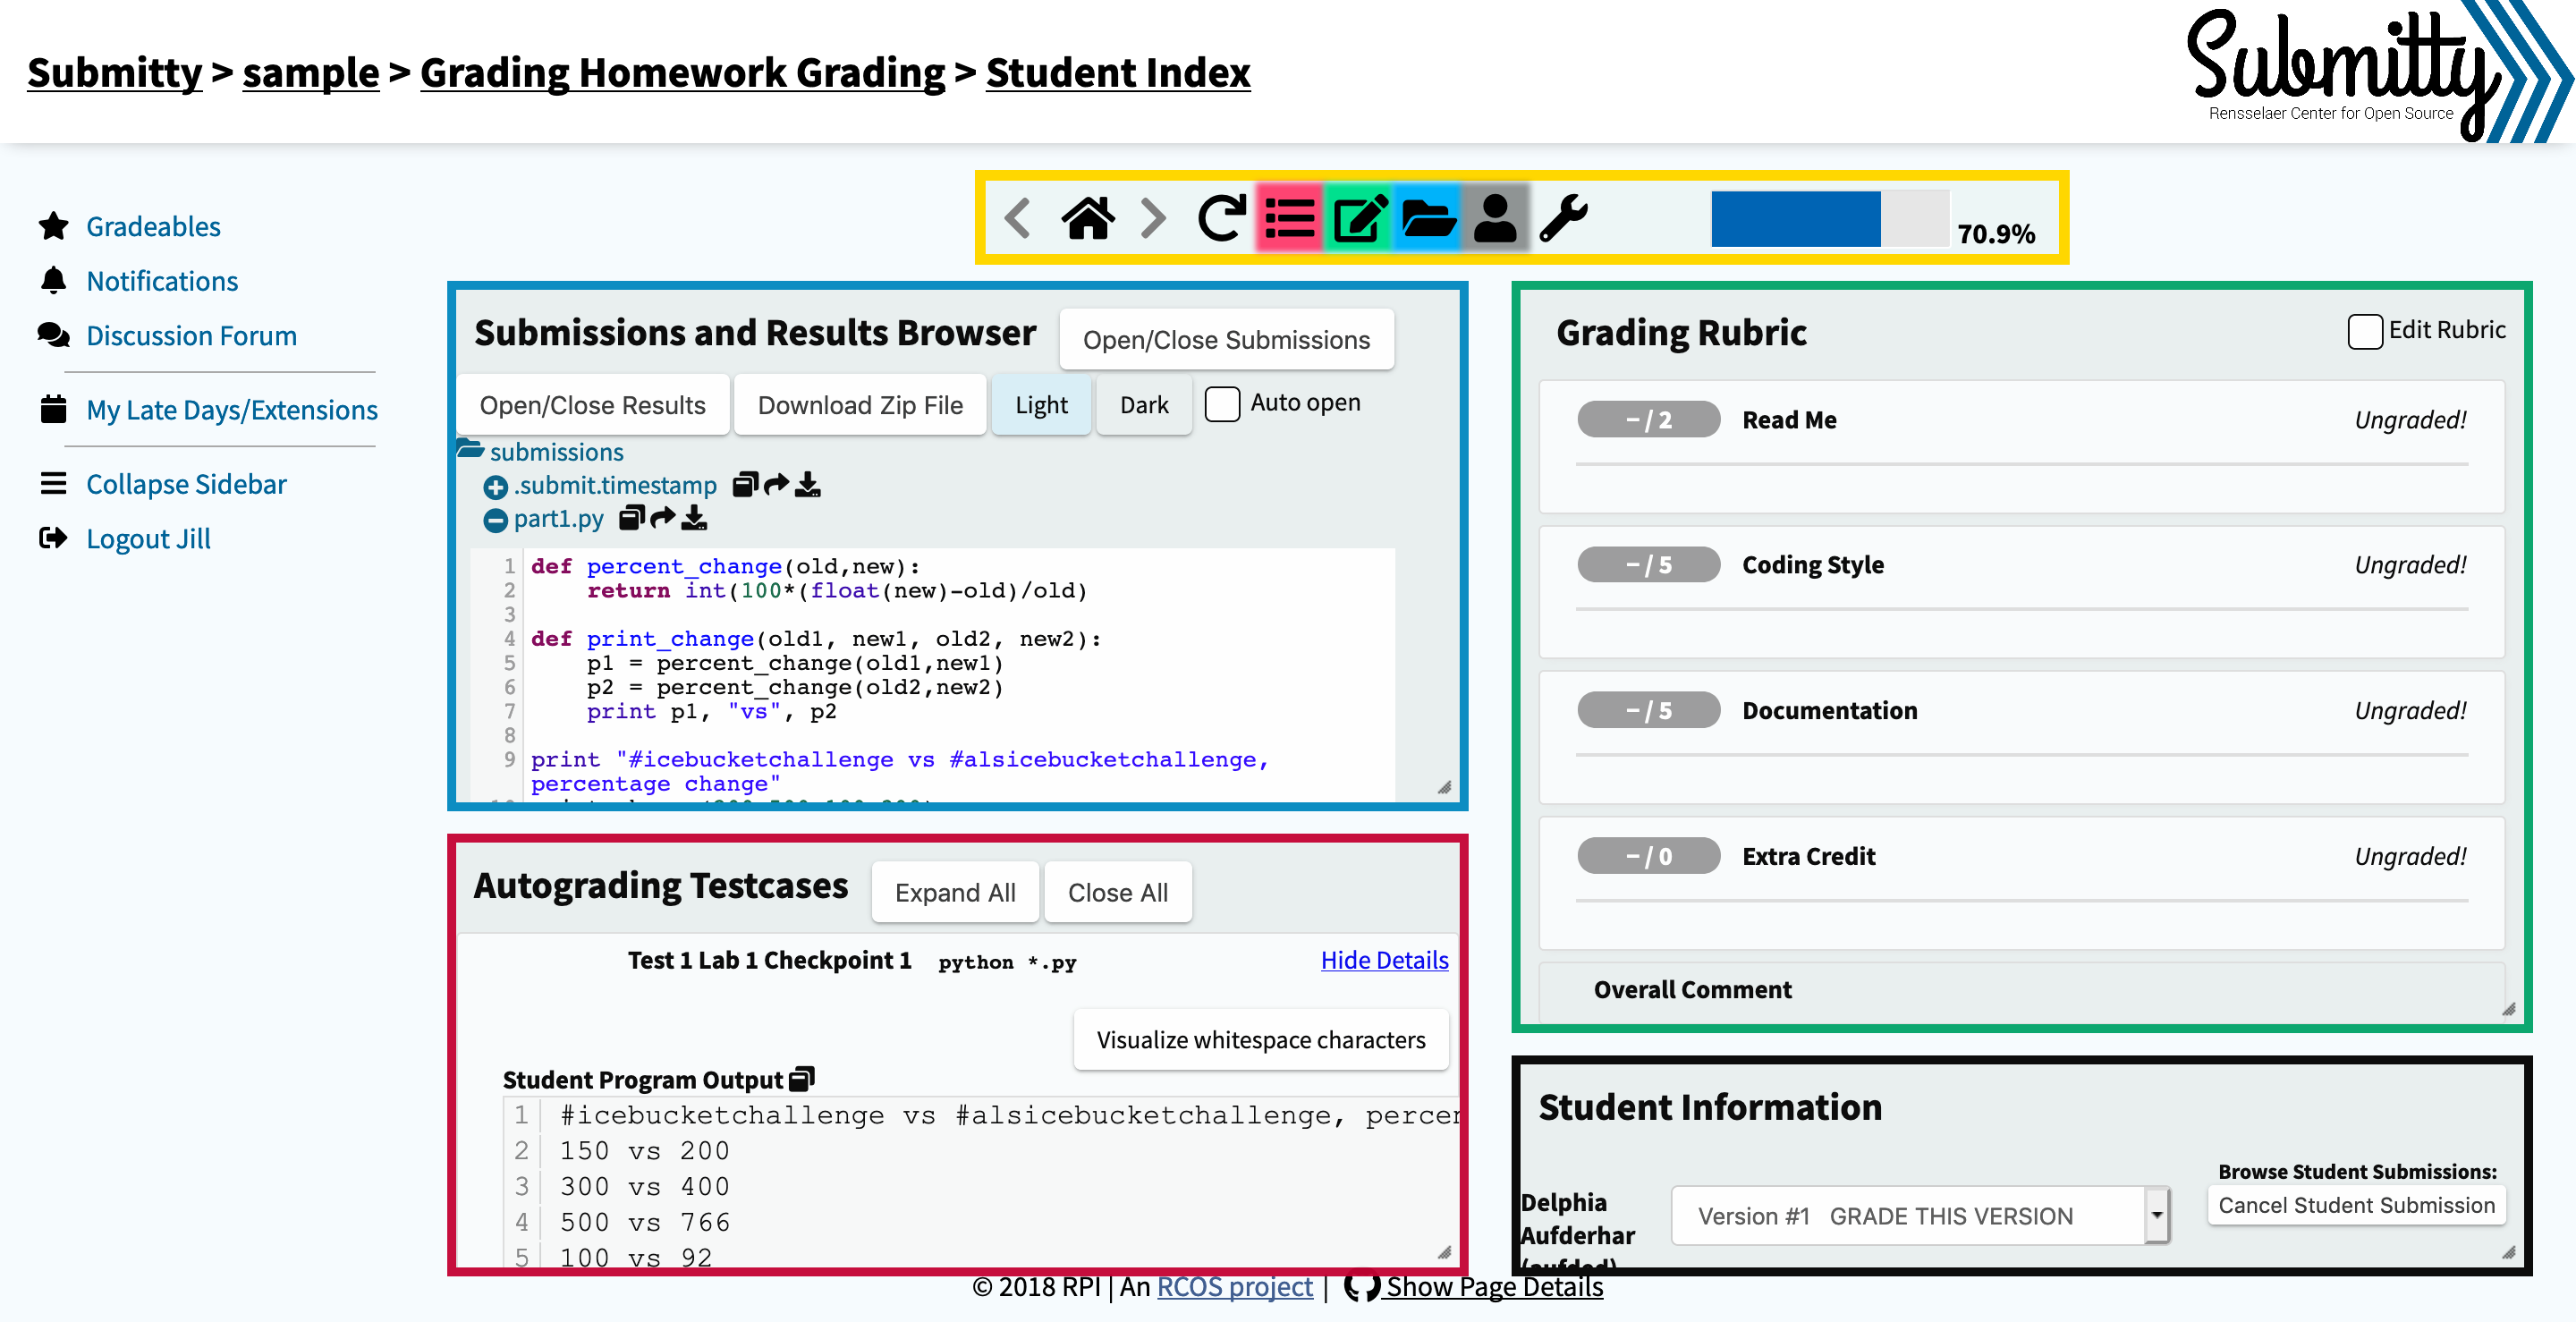 Submitty > sample > Grading Homework Grading > Student Index
Submitty
Rensselaer Center for Open Source
Gradeables
Notifications
Discussion Forum
My Late Days/Extensions
Collapse Sidebar
Logout Jill
70.9%
Submissions and Results Browser
Open/Close Submissions
Open/Close Results
Download Zip File
Light
Dark
Auto open
submissions
.submit.timestamp
part1.py
1 def percent_change(old,new):
2     return int(100*(float(new)-old)/old)
3
4 def print_change(old1, new1, old2, new2):
5     p1 = percent_change(old1,new1)
6     p2 = percent_change(old2,new2)
7     print p1, "vs", p2
8
9 print "#icebucketchallenge vs #alsicebucketchallenge,
percentage change"
Autograding Testcases
Expand All
Close All
Test 1 Lab 1 Checkpoint 1 python *.py
Hide Details
Visualize whitespace characters
Student Program Output
1 #icebucketchallenge vs #alsicebucketchallenge, percen
2 150 vs 200
3 300 vs 400
4 500 vs 766
5 100 vs 92
Grading Rubric
Edit Rubric
– / 2 Read Me Ungraded!
– / 5 Coding Style Ungraded!
– / 5 Documentation Ungraded!
– / 0 Extra Credit Ungraded!
Overall Comment
Student Information
Delphia
Aufderhar
Version #1 GRADE THIS VERSION
Browse Student Submissions:
Cancel Student Submission
© 2018 RPI | An RCOS project | Show Page Details